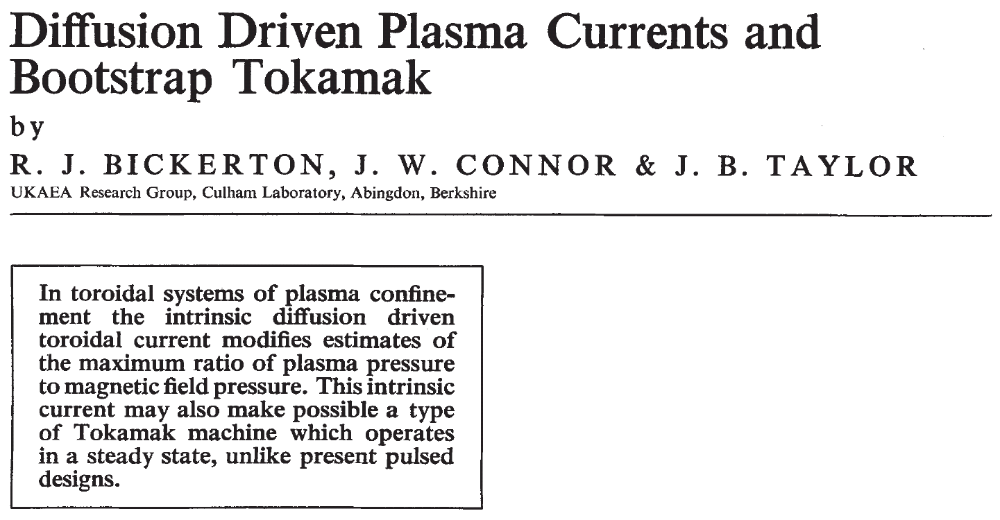 Diffusion Driven Plasma Currents and
Bootstrap Tokamak
by
R. J. BICKERTON, J. W. CONNOR & J. B. TAYLOR
UKAEA Research Group, Culham Laboratory, Abingdon, Berkshire
In toroidal systems of plasma confine-
ment the intrinsic diffusion driven
toroidal current modifies estimates of
the maximum ratio of plasma pressure
to magnetic field pressure. This intrinsic
current may also make possible a type
of Tokamak machine which operates
in a steady state, unlike present pulsed
designs.